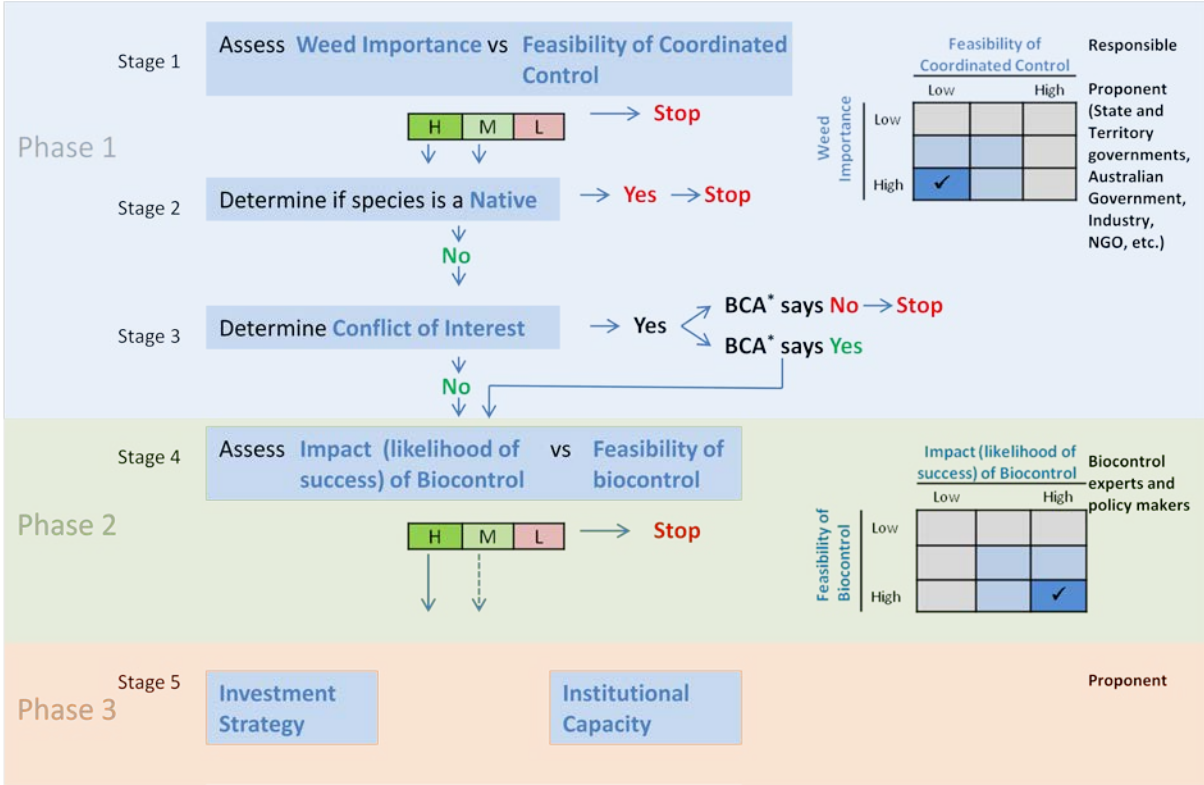 Phase 1
Stage 1
Assess Weed Importance vs Feasibility of Coordinated
Control
H M L
Stop
Feasibility of
Coordinated Control
Low High
Weed
Importance
Low
High
✓
Responsible
Proponent
(State and
Territory
governments,
Australian
Government,
Industry,
NGO, etc.)
Stage 2
Determine if species is a Native
Yes
Stop
No
Stage 3
Determine Conflict of Interest
Yes
BCA* says No
Stop
BCA* says Yes
No
Phase 2
Stage 4
Assess Impact (likelihood of vs Feasibility of
success) of Biocontrol biocontrol
H M L
Stop
Impact (likelihood of
success) of Biocontrol
Low High
Feasibility of
Biocontrol
Low
High
✓
Biocontrol
experts and
policy makers
Phase 3
Stage 5
Investment
Strategy
Institutional
Capacity
Proponent